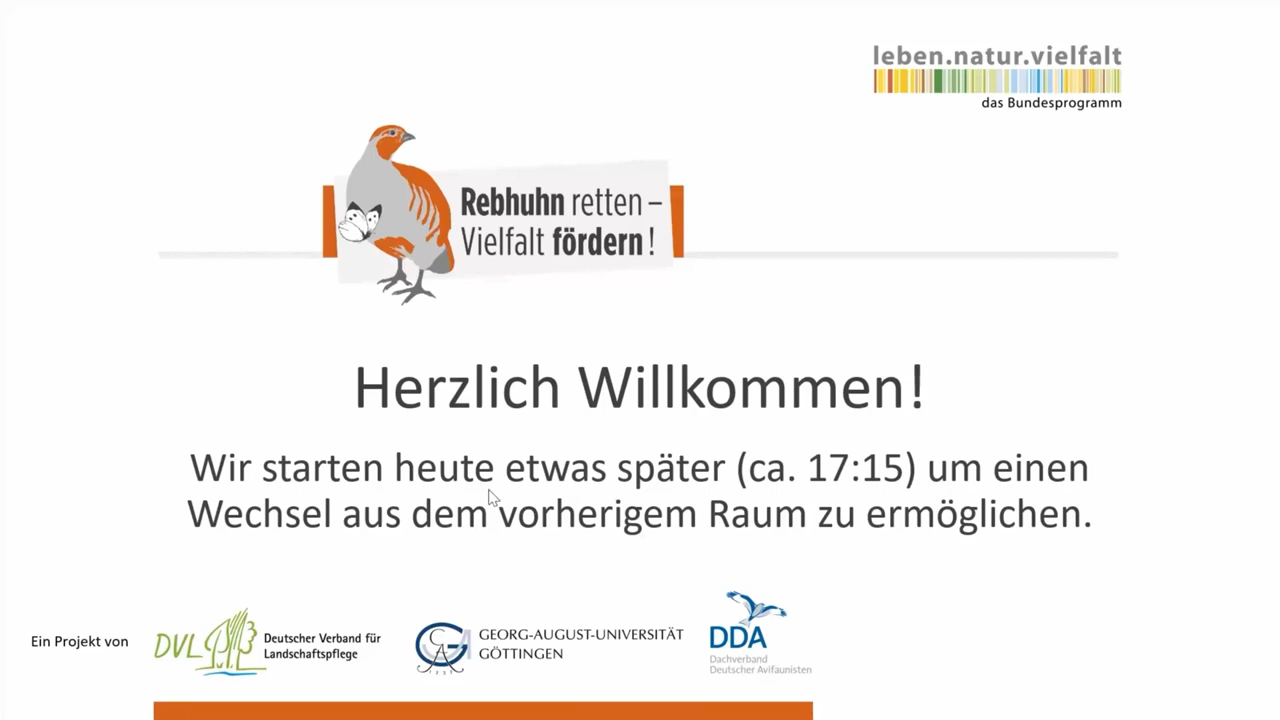 leben.natur.vielfalt
das Bundesprogramm
Rebhuhn retten –
Vielfalt fördern!
Herzlich Willkommen!
Wir starten heute etwas später (ca. 17:15) um einen
Wechsel aus dem vorherigem Raum zu ermöglichen.
Ein Projekt von
DVL
Deutscher Verband für
Landschaftspflege
GEORG-AUGUST-UNIVERSITÄT
GÖTTINGEN
DDA
Dachverband
Deutscher Avifaunisten